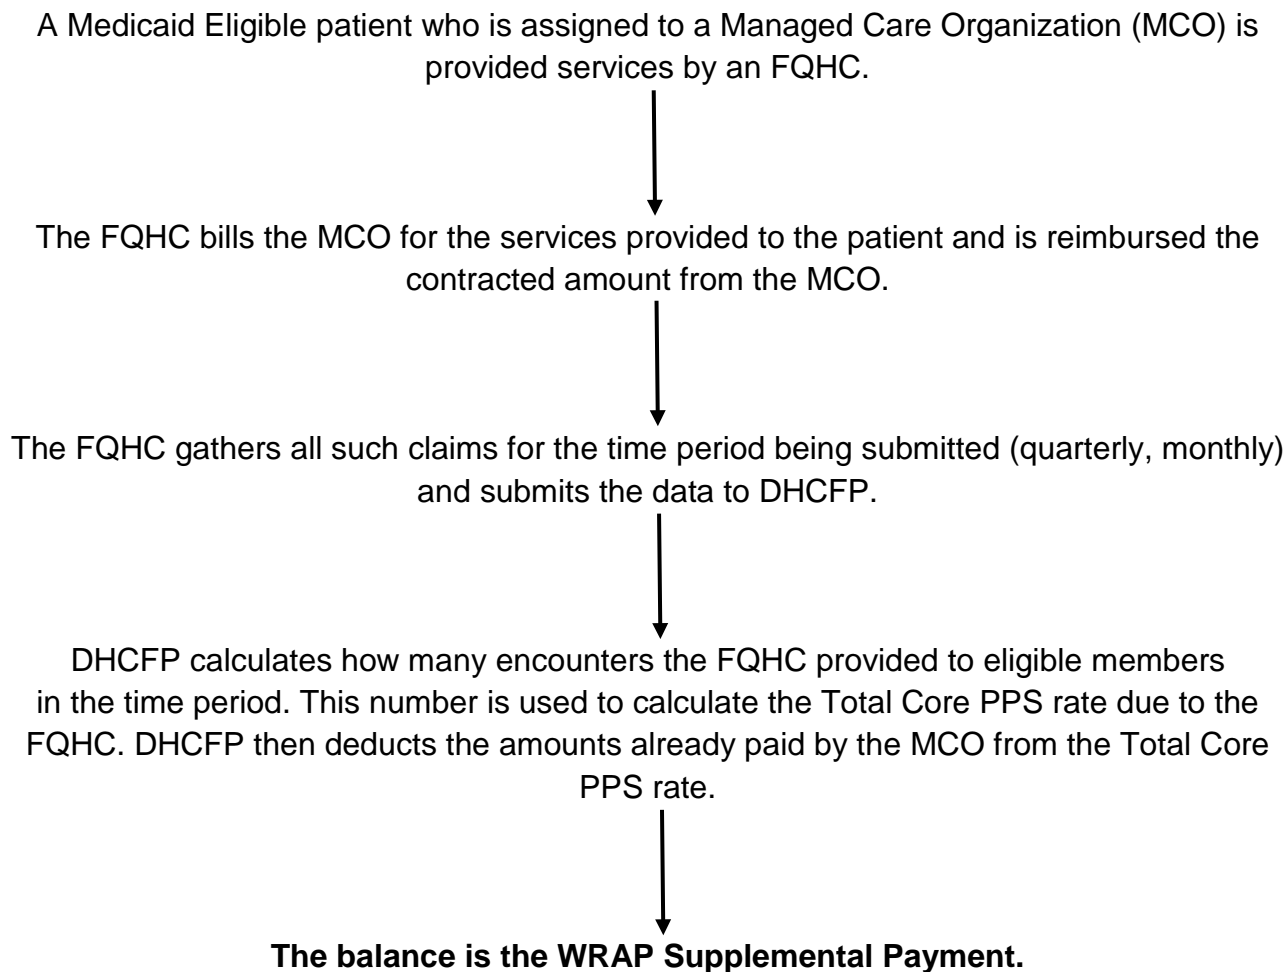 A Medicaid Eligible patient who is assigned to a Managed Care Organization (MCO) is
provided services by an FQHC.
The FQHC bills the MCO for the services provided to the patient and is reimbursed the
contracted amount from the MCO.
The FQHC gathers all such claims for the time period being submitted (quarterly, monthly)
and submits the data to DHCFP.
DHCFP calculates how many encounters the FQHC provided to eligible members
in the time period. This number is used to calculate the Total Core PPS rate due to the
FQHC. DHCFP then deducts the amounts already paid by the MCO from the Total Core
PPS rate.
The balance is the WRAP Supplemental Payment.